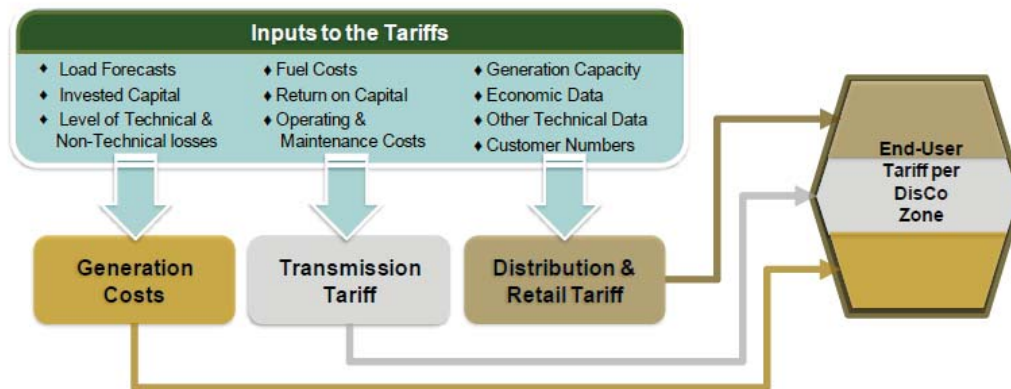 Inputs to the Tariffs
♦ Load Forecasts
♦ Invested Capital
♦ Level of Technical &
Non-Technical losses
♦ Fuel Costs
♦ Return on Capital
♦ Operating &
Maintenance Costs
♦ Generation Capacity
♦ Economic Data
♦ Other Technical Data
♦ Customer Numbers
Generation
Costs
Transmission
Tariff
Distribution &
Retail Tariff
End-User
Tariff per
DisCo
Zone